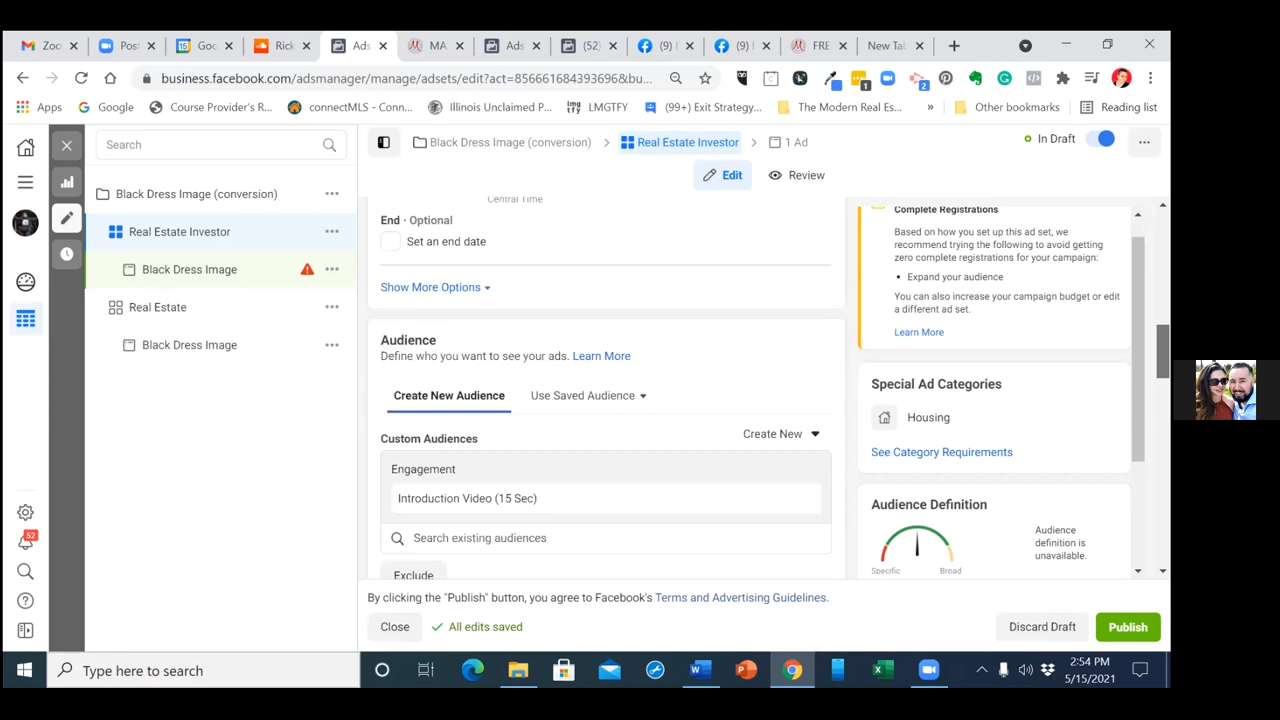 Zoo
Post
Goo
Rick
Ads
MA
Ads
(52)
(9)
(9)
FRE
New Tab
business.facebook.com/adsmanager/manage/adsets/edit?act=856661684393696&bu...
1
2
Apps
Google
Course Provider's R...
connectMLS - Conn...
Illinois Unclaimed P...
img
LMGTFY
(99+) Exit Strategy...
The Modern Real Es...
»
Other bookmarks
Reading list
Search
Black Dress Image (conversion)
Real Estate Investor
Black Dress Image
Real Estate
Black Dress Image
52
Black Dress Image (conversion)
Real Estate Investor
1 Ad
In Draft
Edit
Review
Central Time
End · Optional
Set an end date
Show More Options
Audience
Define who you want to see your ads. Learn More
Create New Audience
Use Saved Audience
Custom Audiences
Create New
Engagement
Introduction Video (15 Sec)
Search existing audiences
Exclude
Complete Registrations
Based on how you set up this ad set, we
recommend trying the following to avoid getting
zero complete registrations for your campaign:
• Expand your audience
You can also increase your campaign budget or edit
a different ad set.
Learn More
Special Ad Categories
Housing
See Category Requirements
Audience Definition
Audience
definition is
unavailable.
Specific
Broad
By clicking the "Publish" button, you agree to Facebook's Terms and Advertising Guidelines.
Close
All edits saved
Discard Draft
Publish
Type here to search
2:54 PM
5/15/2021